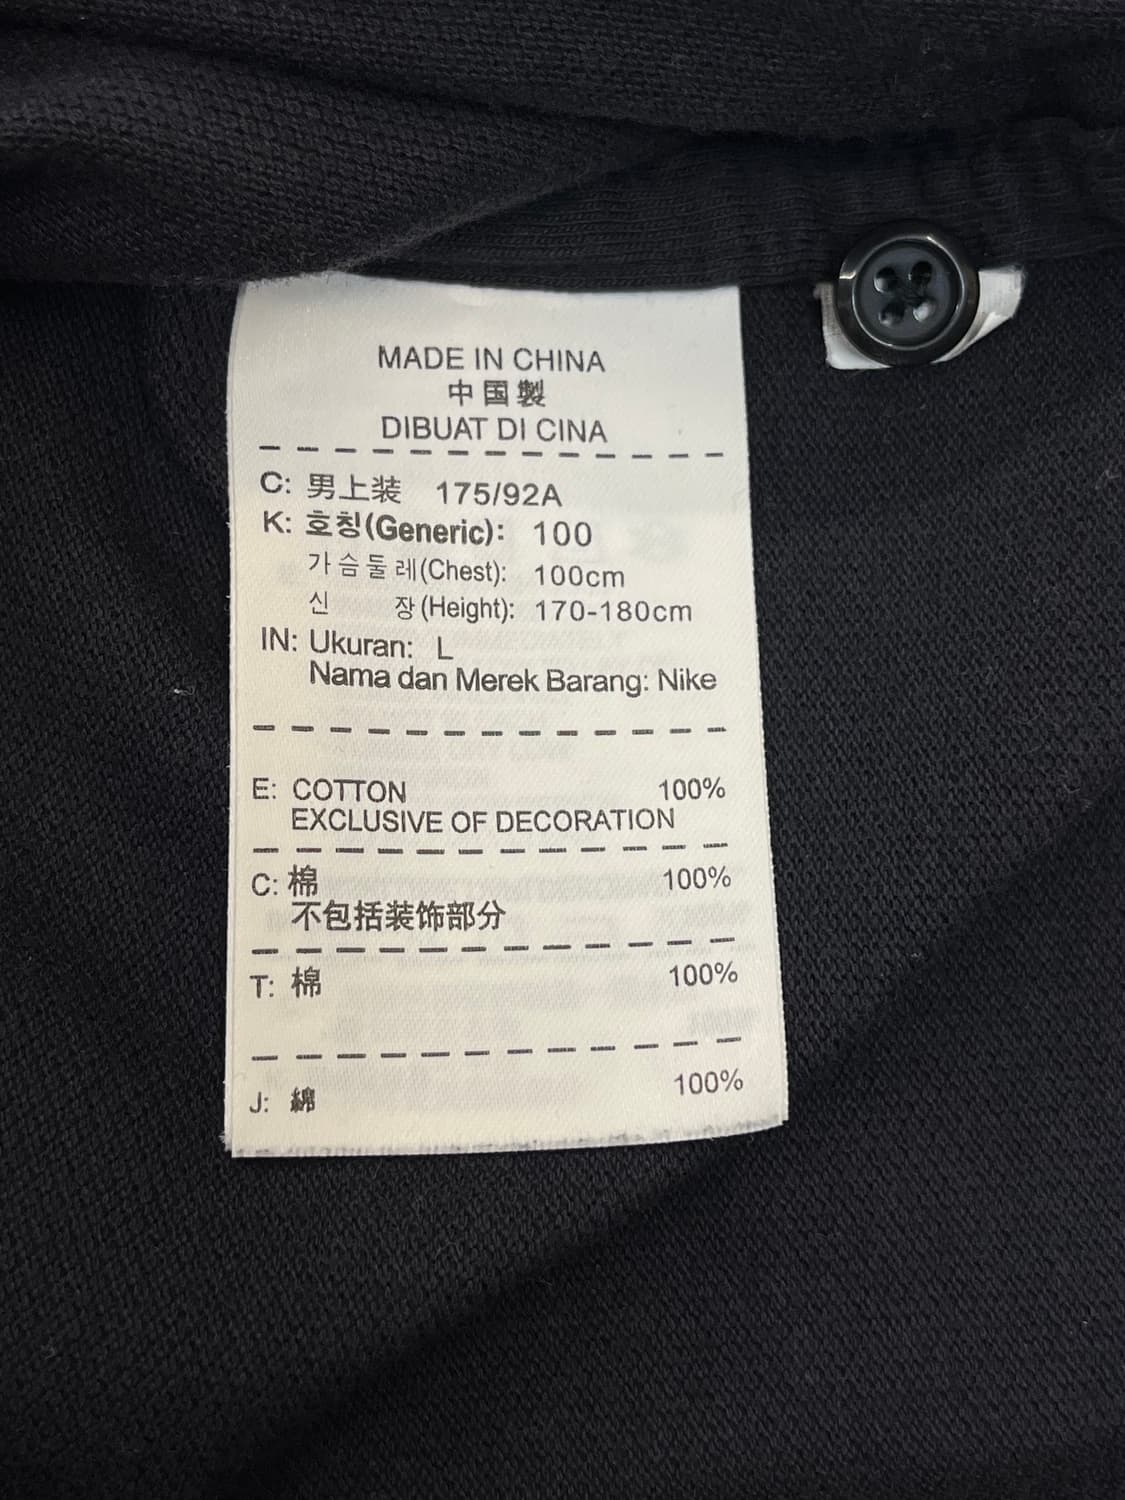 MADE IN CHINA
中国製
DIBUAT DI CINA
C: 男上装 175/92A
K: 호칭(Generic): 100
가슴둘레(Chest): 100cm
신 장(Height): 170-180cm
IN: Ukuran: L
Nama dan Merek Barang: Nike
E: COTTON 100%
EXCLUSIVE OF DECORATION
C: 棉 100%
不包括装饰部分
T: 棉 100%
J: 綿 100%